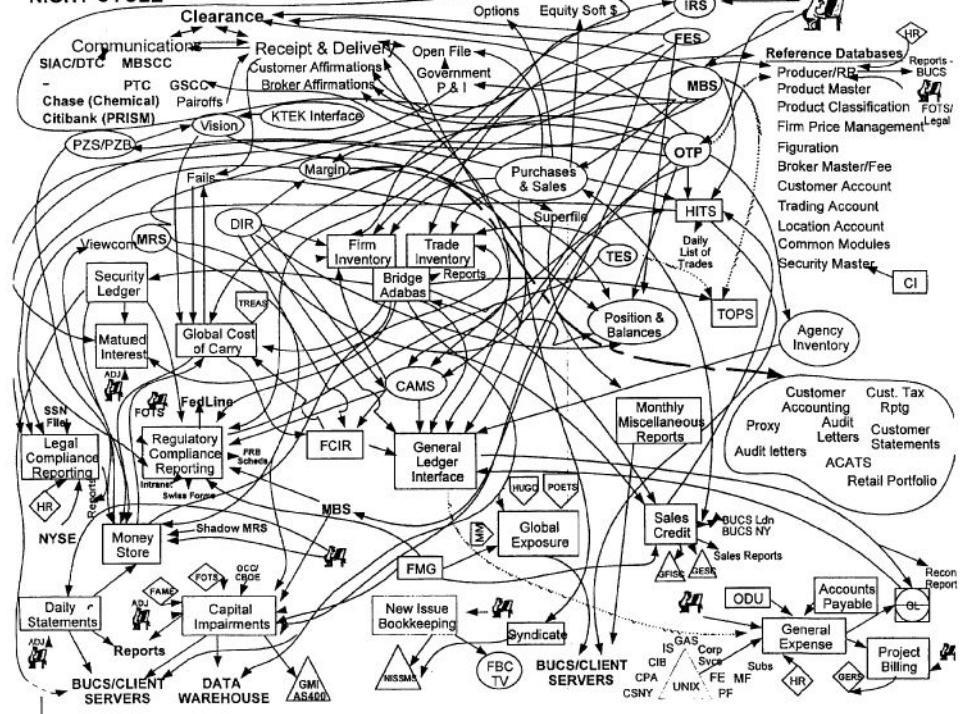 Clearance
Options
Equity Soft $
IRS
FES
HR
Communications
SIAC/DTC MBSCC
PTC
GSCC
Pairoffs
Chase (Chemical)
Citibank (PRISM)
Receipt & Delivery
Customer Affirmations
Broker Affirmations
Open File
Government
P & I
MBS
Reference Databases
Producer/RR
Product Master
Product Classification
Firm Price Management
Figuration
Broker Master/Fee
Customer Account
Trading Account
Location Account
Common Modules
Security Master
Reports -
BUCS
FOTS/
Legal
CI
PZS/PZB
Vision
KTEK Interface
Margin
Fails
Purchases
& Sales
Superfile
OTP
HITS
Daily
List of
Trades
Viewcom
MRS
DIR
Firm
Inventory
Trade
Inventory
Bridge
Adabas
Reports
TES
TOPS
Position &
Balances
Agency
Inventory
Security
Ledger
TREAS
Matued
Interest
ADJ
Global Cost
of Carry
CAMS
FOTS
FedLine
SSN
File
Legal
Compliance
Reporting
HR
NYSE
Reports
Regulatory
Compliance
Reporting
Intranet
Swiss Forms
FRB
Scheds
FCIR
General
Ledger
Interface
Monthly
Miscellaneous
Reports
Customer
Accounting
Cust. Tax
Rptg
Proxy
Audit
Letters
Customer
Statements
Audit letters
ACATS
Retail Portfolio
HUGO
POETS
MM
Global
Exposure
Sales
Credit
BUCS Ldn
BUCS NY
Sales Reports
GFISC
GESC
Money
Store
Shadow MRS
MBS
FMG
FAME
FOTS
OCC/
CBOE
Daily
Statements
ADJ
ADJ
Reports
Capital
Impairments
New Issue
Bookkeeping
Syndicate
NISSMS
FBC
TV
BUCS/CLIENT
SERVERS
DATA
WAREHOUSE
GMI
AS400
BUCS/CLIENT
SERVERS
ODU
Accounts
Payable
GL
Recon
Report
General
Expense
Project
Billing
GERS
HR
GAS
IS
Corp
Svcs
CIB
CPA
CSNY
UNIX
FE
MF
PF
Subs